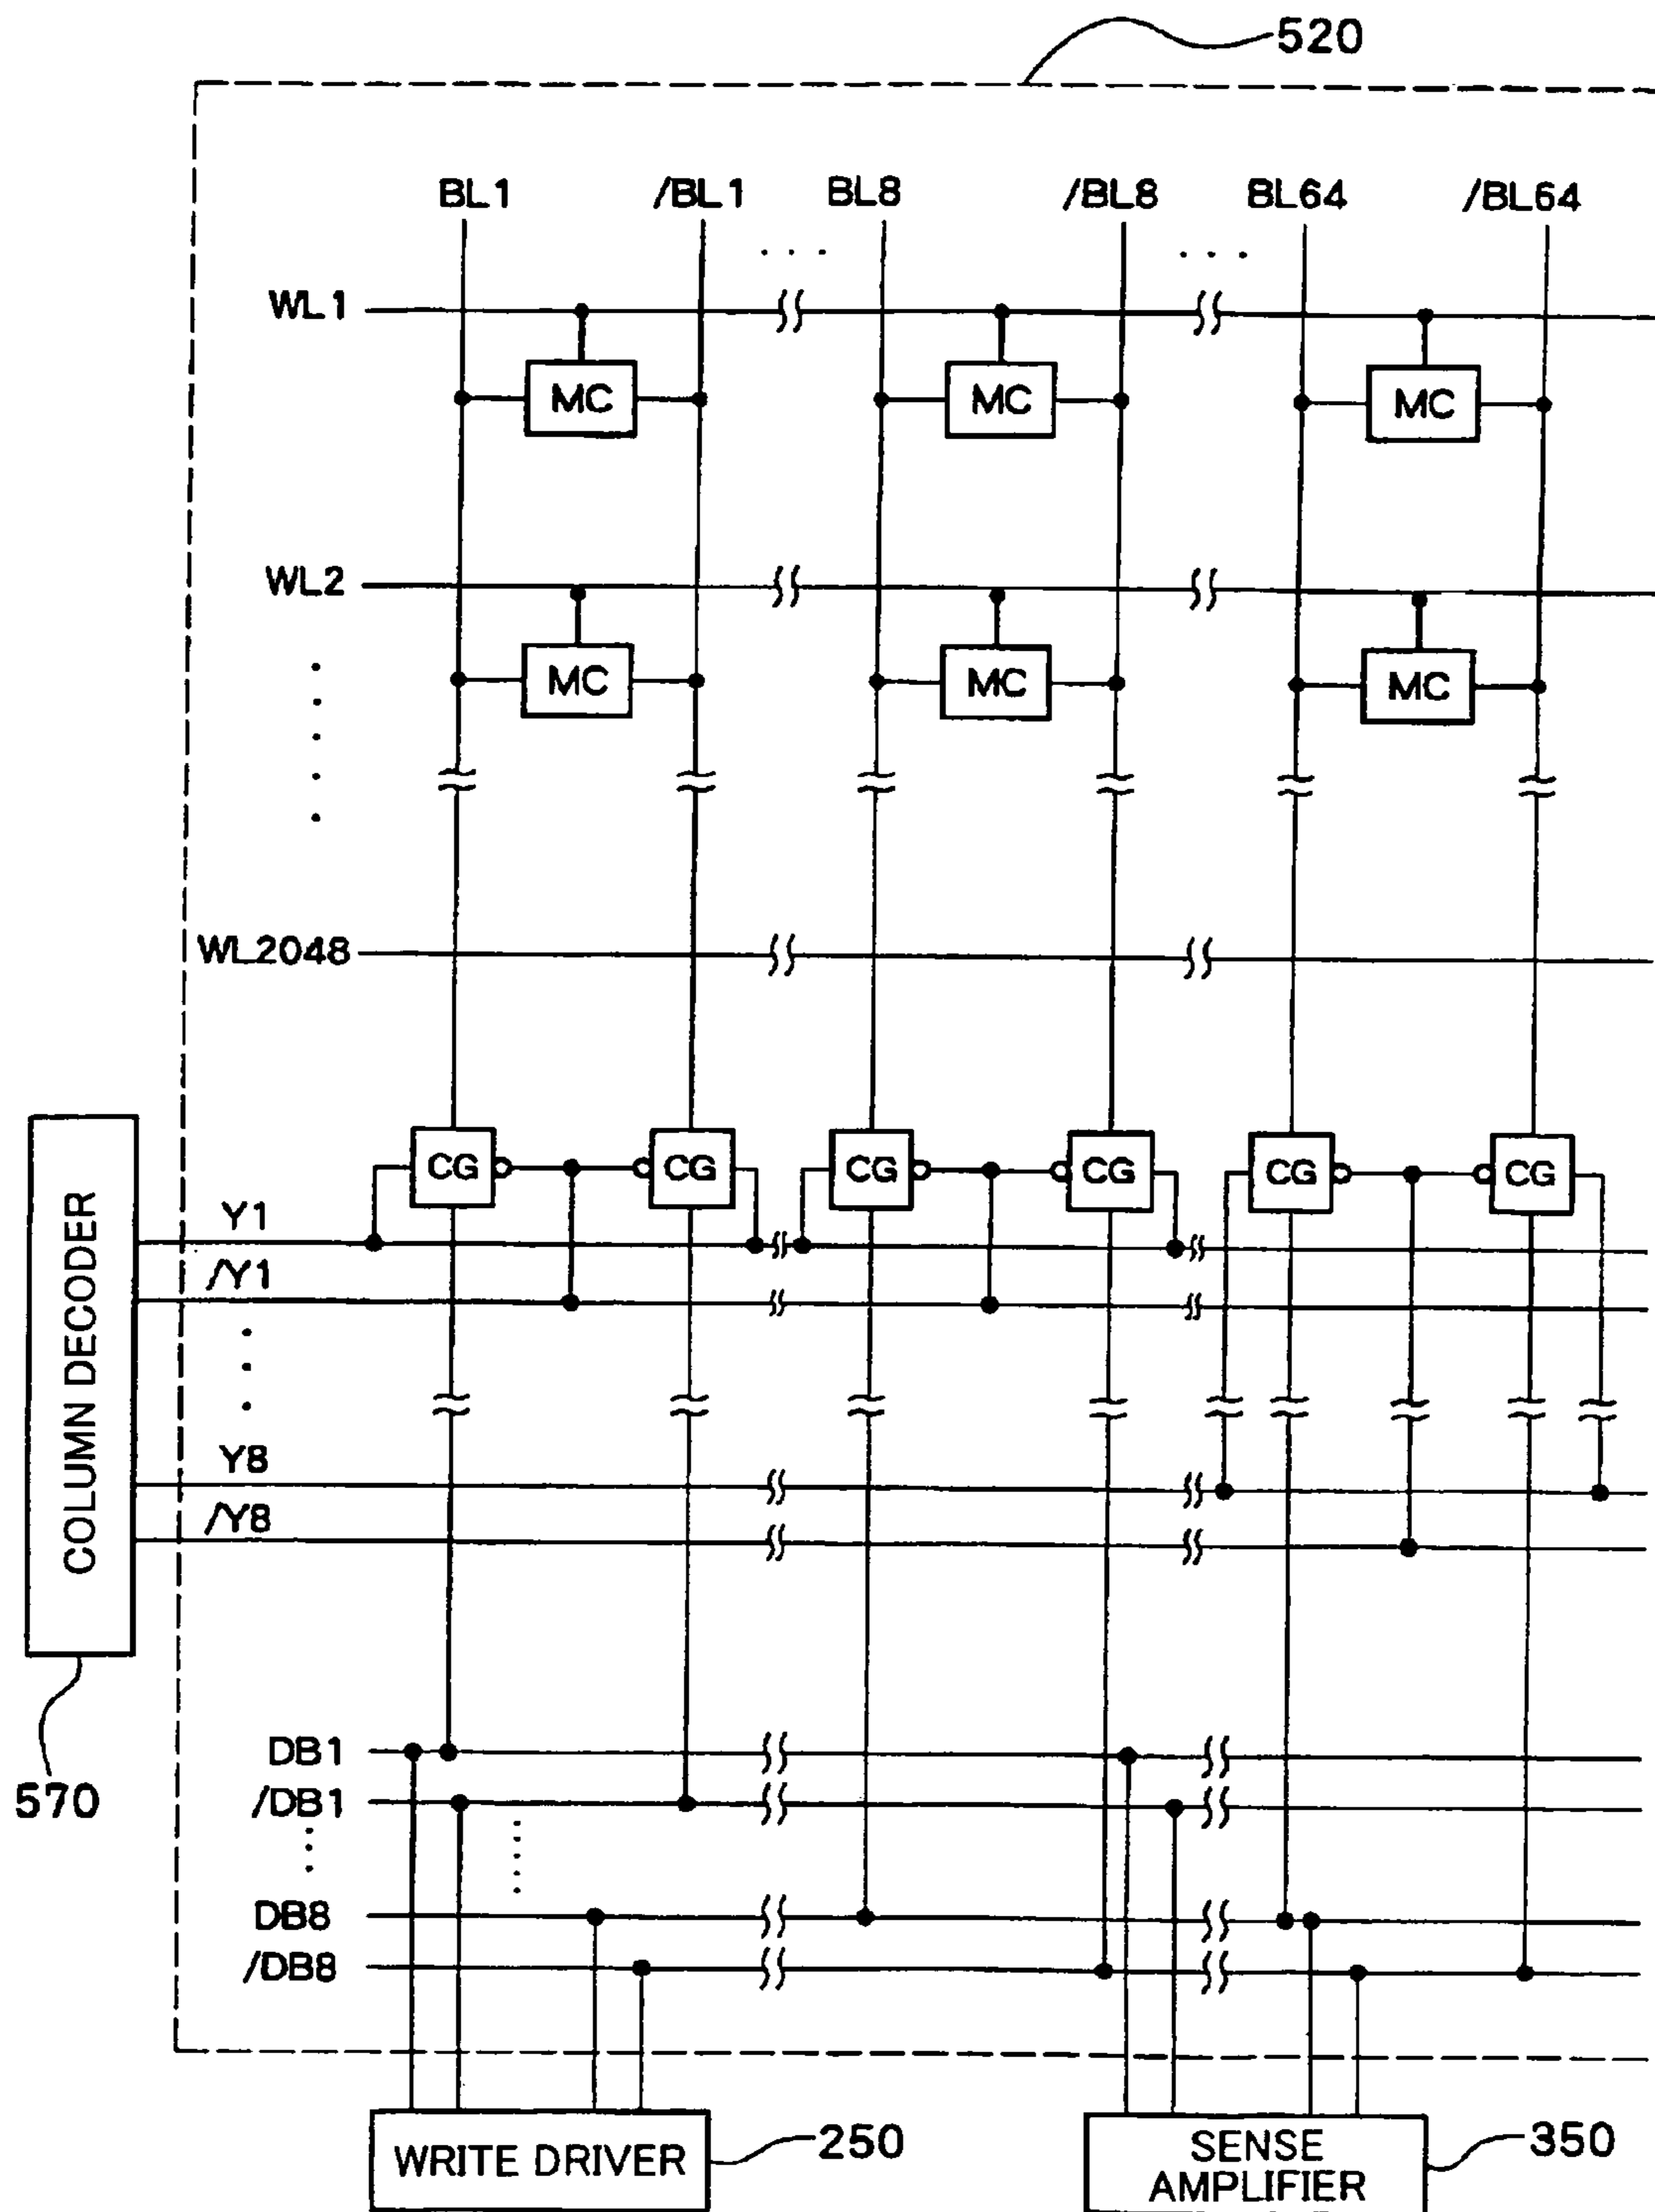 520
BL1 /BL1 BL8 /BL8 BL64 /BL64
WL1
MC MC MC
WL2
MC MC MC
WL2048
CG CG CG CG CG CG
COLUMN DECODER
Y1
/Y1
Y8
/Y8
570
DB1
/DB1
DB8
/DB8
WRITE DRIVER
250
SENSE
AMPLIFIER
350